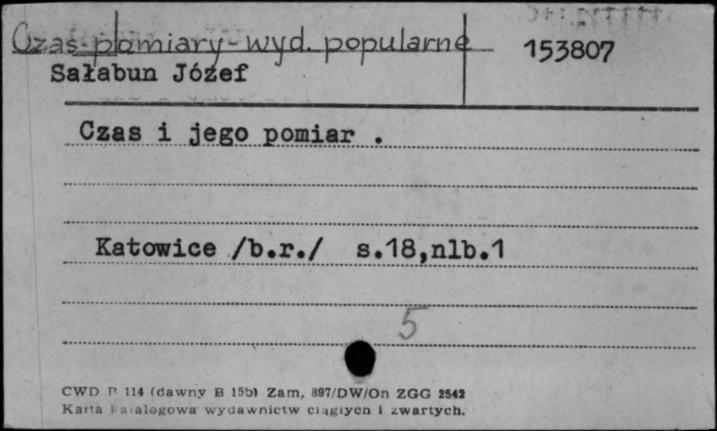 Czas-pomiary-wyd. popularne
153807
Sałabun Józef
Czas i jego pomiar .
Katowice /b.r./ s.18,nlb.1
5
CWD P 114 (dawny B 15b) Zam. 897/DW/On ZGG 2542
Karta katalogowa wydawnictw ciągłych i zwartych.